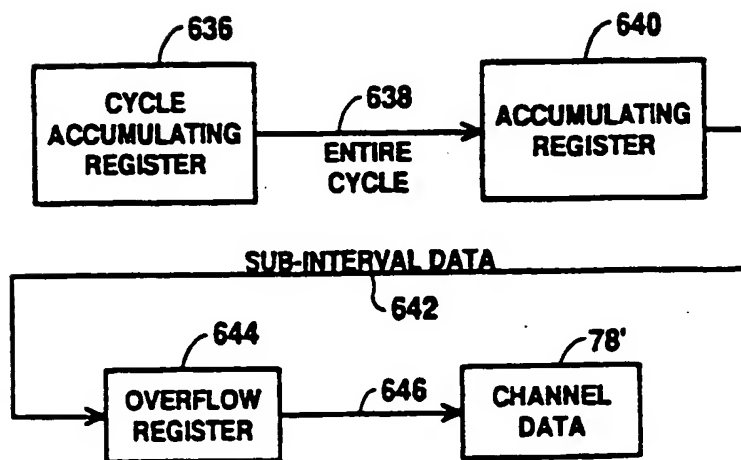 636
640
CYCLE
ACCUMULATING
REGISTER
638
ENTIRE
CYCLE
ACCUMULATING
REGISTER
SUB-INTERVAL DATA
642
644
78'
OVERFLOW
REGISTER
646
CHANNEL
DATA